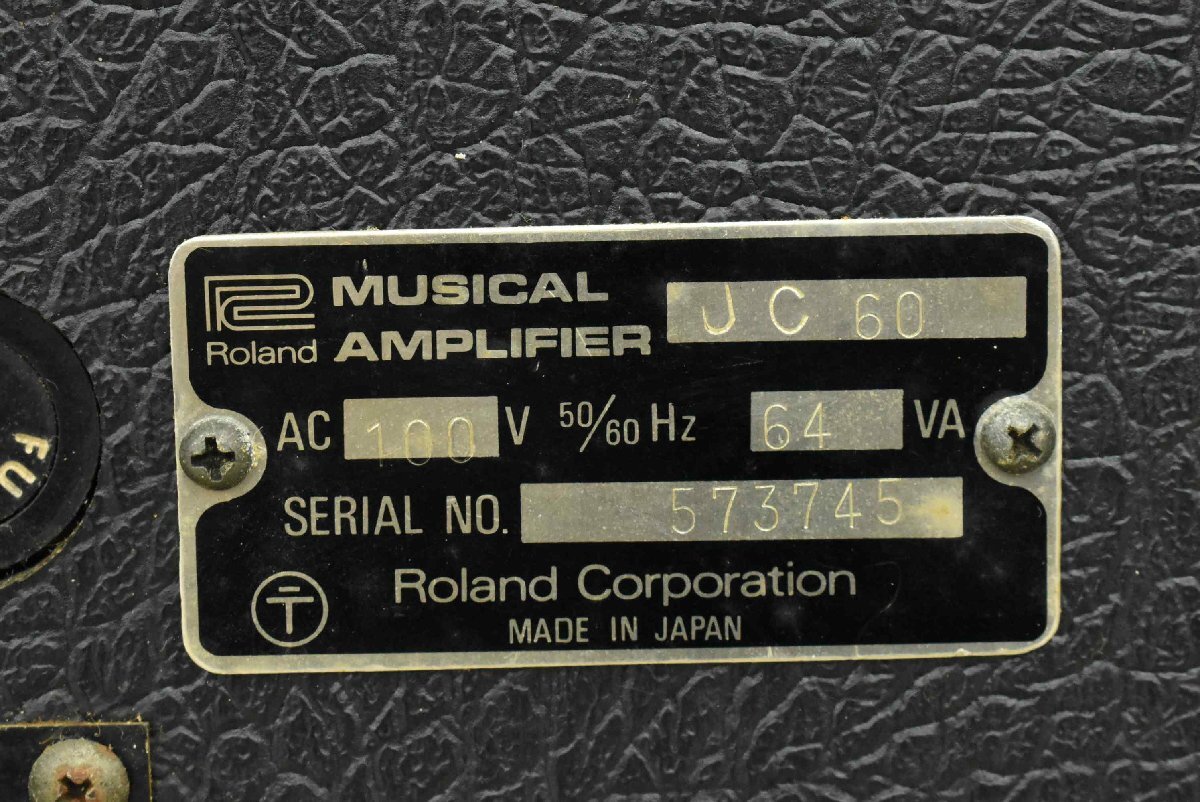 Roland MUSICAL AMPLIFIER JC 60
AC 100 V 50/60 Hz 64 VA
SERIAL NO. 573745
〒
Roland Corporation
MADE IN JAPAN
FU